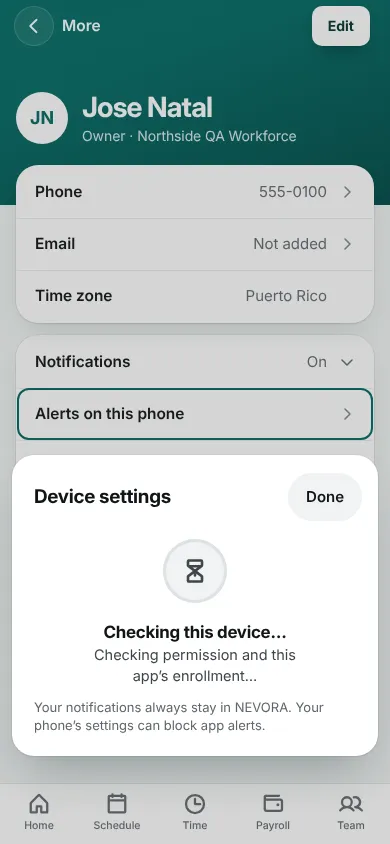 More
Edit
JN
Jose Natal
Owner · Northside QA Workforce
Phone
555-0100
Email
Not added
Time zone
Puerto Rico
Notifications
On
Alerts on this phone
Device settings
Done
Checking this device...
Checking permission and this
app’s enrollment...
Your notifications always stay in NEVORA. Your
phone’s settings can block app alerts.
Home
Schedule
Time
Payroll
Team